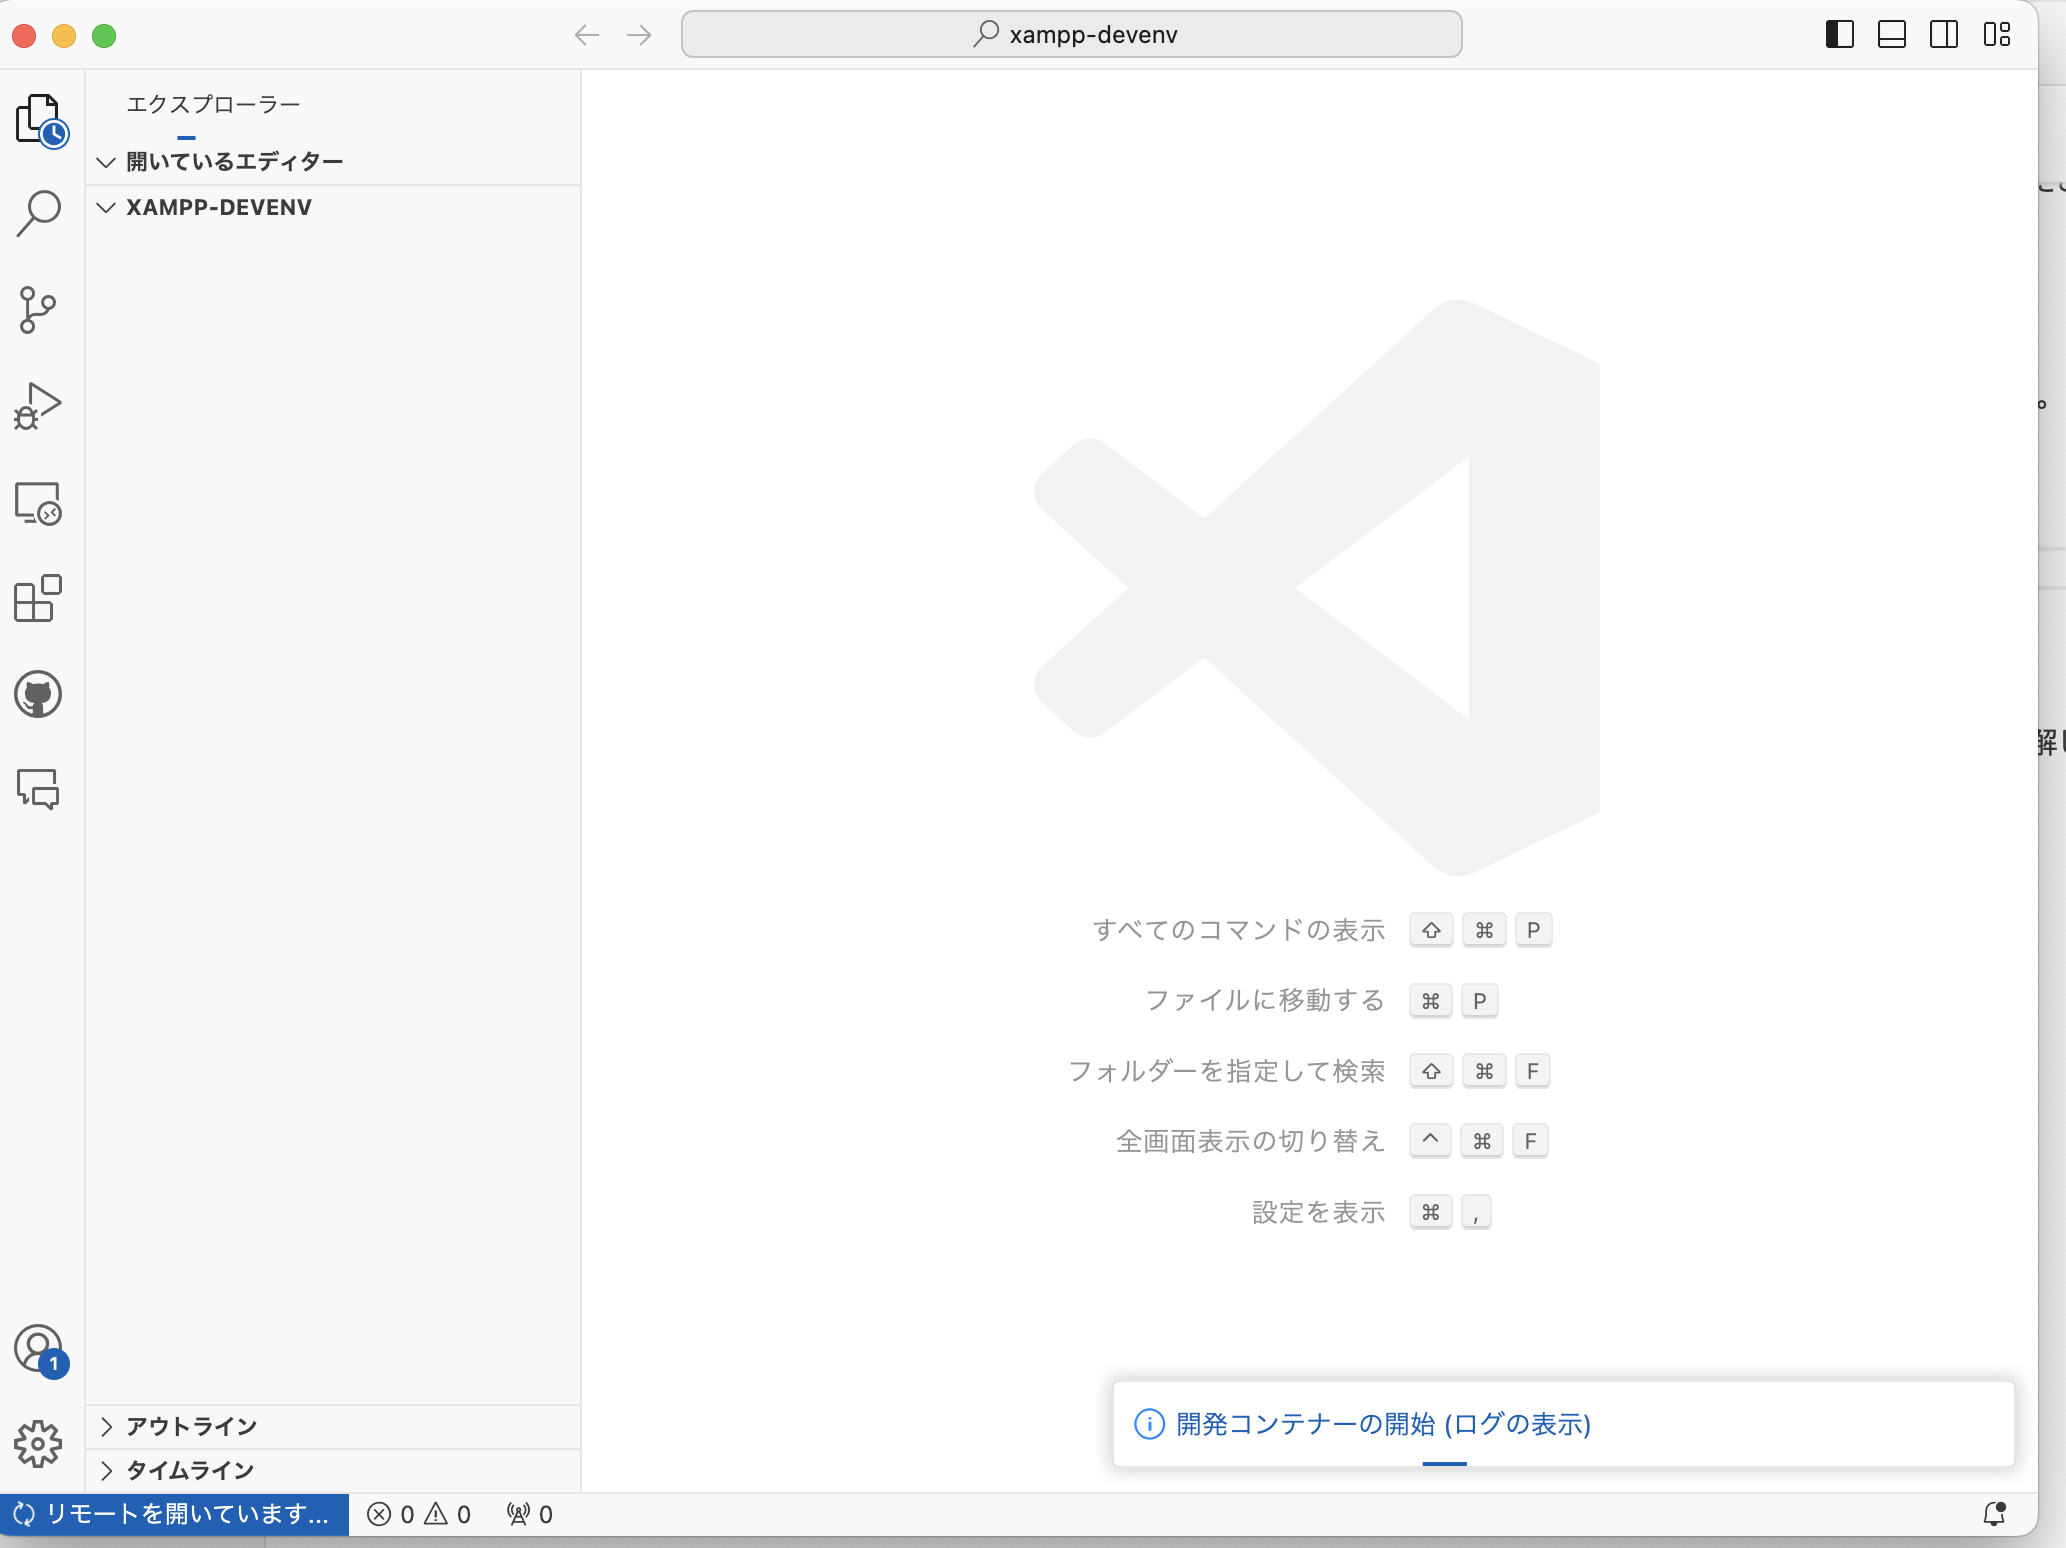 xampp-devenv
エクスプローラー
開いているエディター
XAMPP-DEVENV
すべてのコマンドの表示 ⇧ ⌘ P
ファイルに移動する ⌘ P
フォルダーを指定して検索 ⇧ ⌘ F
全画面表示の切り替え ^ ⌘ F
設定を表示 ⌘ ,
1
アウトライン
タイムライン
開発コンテナーの開始 (ログの表示)
リモートを開いています... 0 0 0
。
解